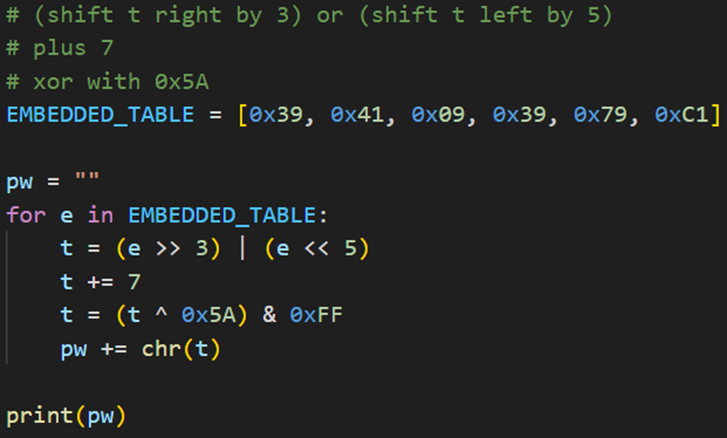 # (shift t right by 3) or (shift t left by 5)
# plus 7
# xor with 0x5A
EMBEDDED_TABLE = [0x39, 0x41, 0x09, 0x39, 0x79, 0xC1]
pw = ""
for e in EMBEDDED_TABLE:
    t = (e >> 3) | (e << 5)
    t += 7
    t = (t ^ 0x5A) & 0xFF
    pw += chr(t)
print(pw)